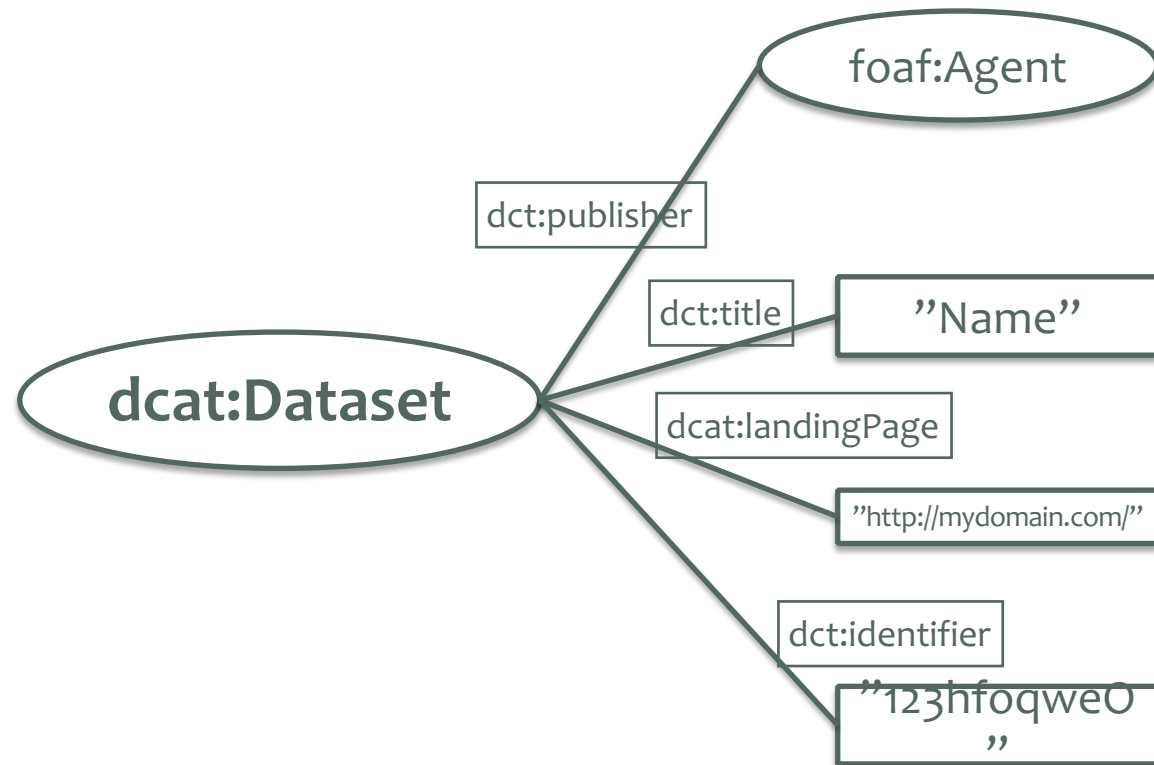 foaf:Agent
dct:publisher
dct:title
”Name”
dcat:Dataset
dcat:landingPage
”http://mydomain.com/”
dct:identifier
”123hfoqweO
”